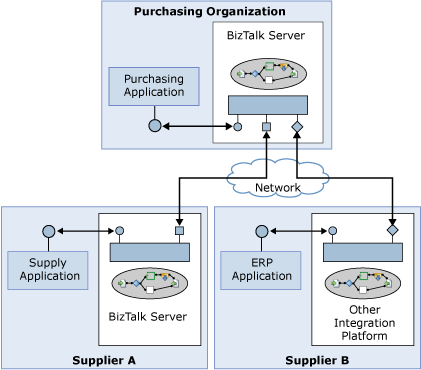 Purchasing Organization
BizTalk Server
Purchasing
Application
Network
Supply
Application
BizTalk Server
Supplier A
ERP
Application
Other
Integration
Platform
Supplier B